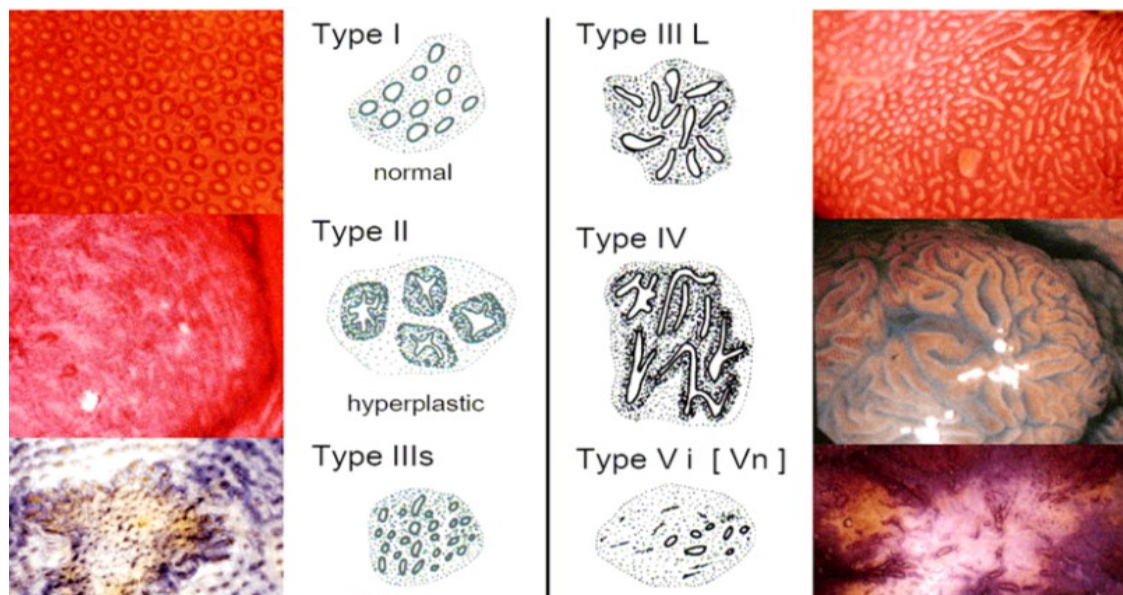 Type I
normal
Type II
hyperplastic
Type IIIs
Type III L
Type IV
Type V i [ Vn ]